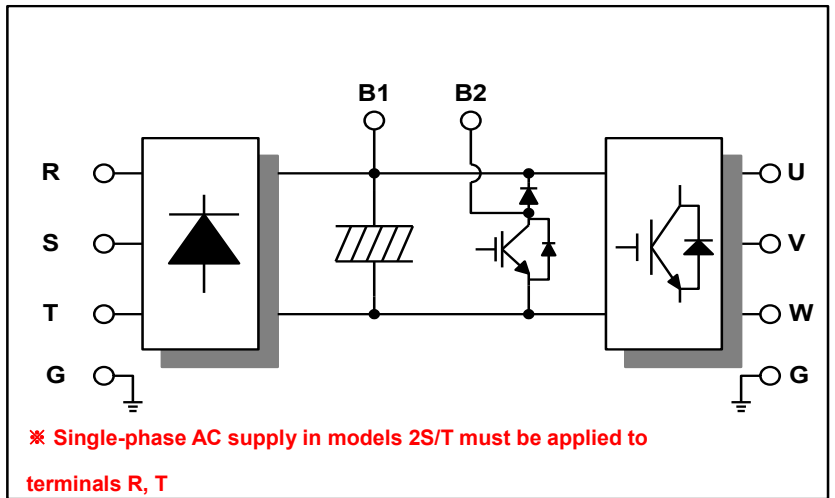 B1 B2
R U
S V
T W
G G
※ Single-phase AC supply in models 2S/T must be applied to
terminals R, T